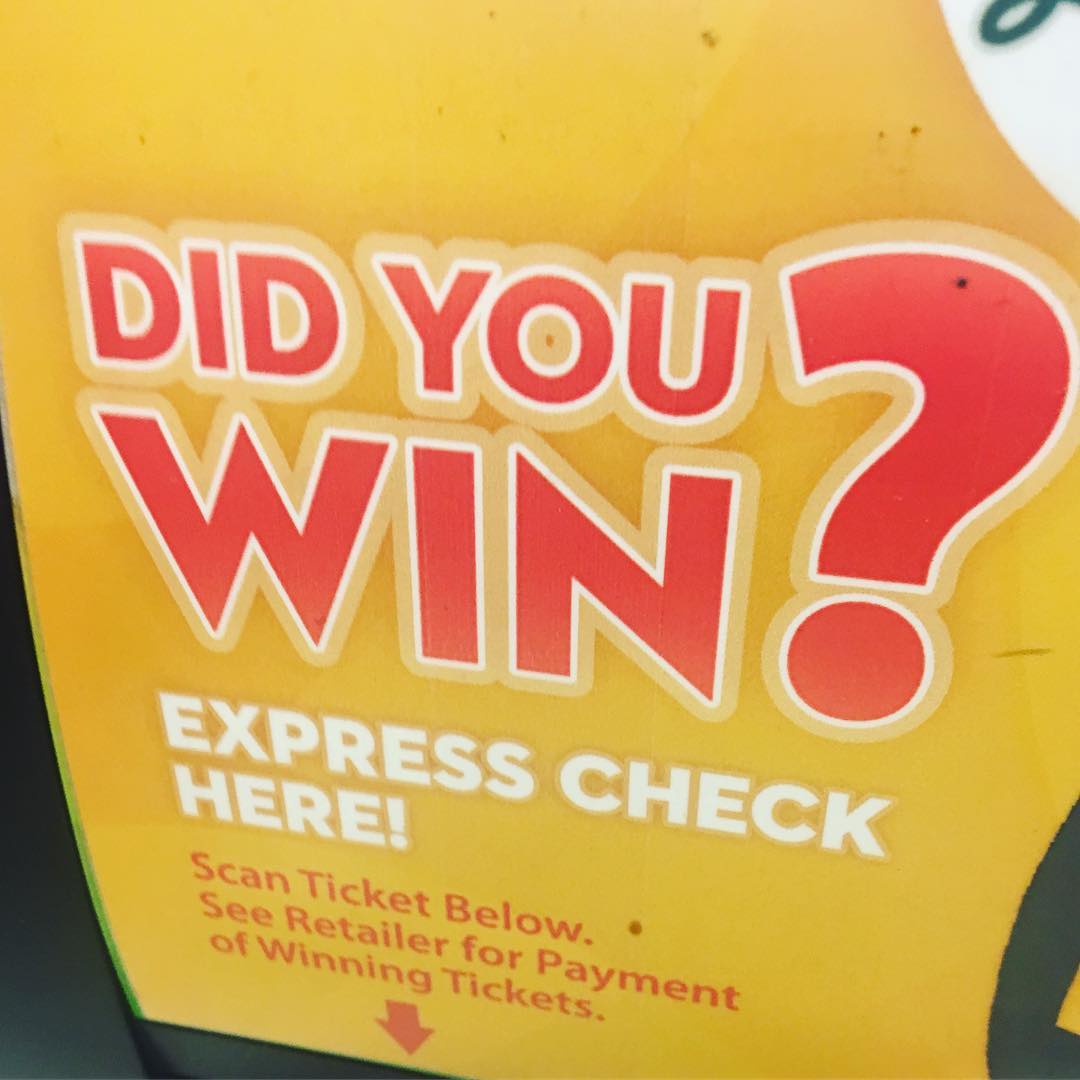 DID YOU
WIN?
EXPRESS CHECK
HERE!
Scan Ticket Below.
See Retailer for Payment
of Winning Tickets.